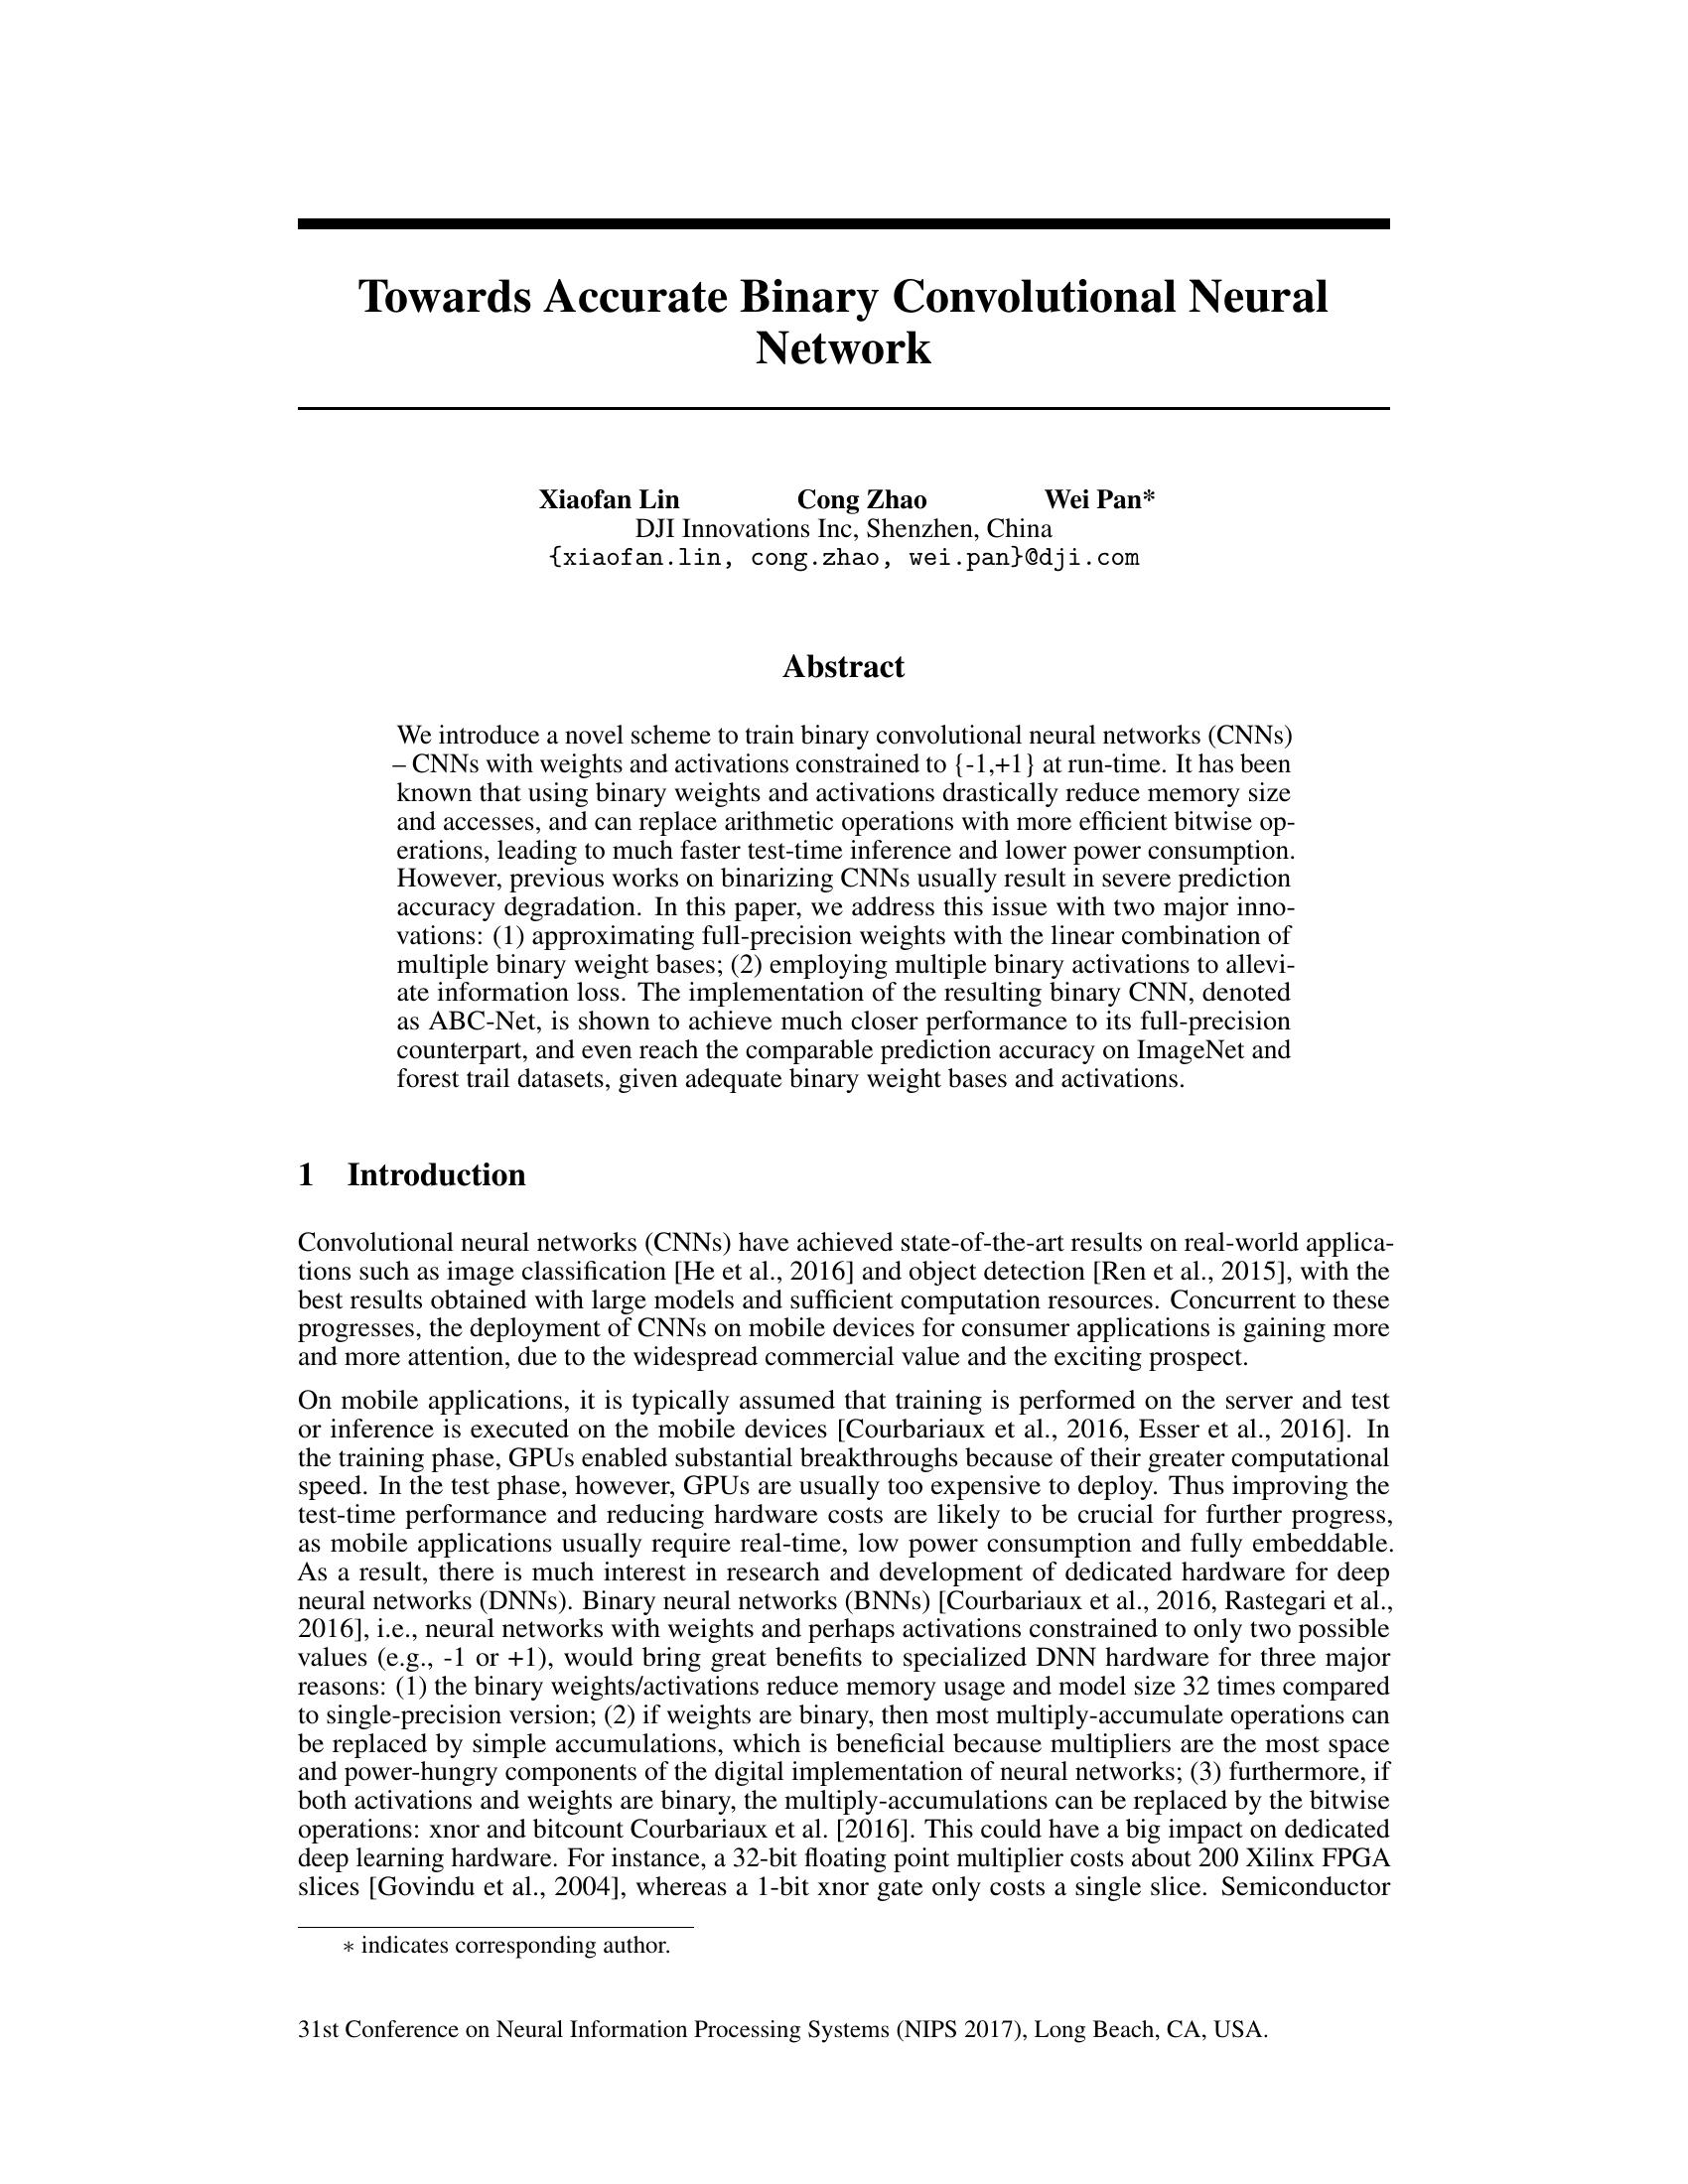 Towards Accurate Binary Convolutional Neural
Network
Xiaofan Lin Cong Zhao Wei Pan*
DJI Innovations Inc, Shenzhen, China
{xiaofan.lin, cong.zhao, wei.pan}@dji.com
Abstract
We introduce a novel scheme to train binary convolutional neural networks (CNNs)
– CNNs with weights and activations constrained to {-1,+1} at run-time. It has been
known that using binary weights and activations drastically reduce memory size
and accesses, and can replace arithmetic operations with more efficient bitwise op-
erations, leading to much faster test-time inference and lower power consumption.
However, previous works on binarizing CNNs usually result in severe prediction
accuracy degradation. In this paper, we address this issue with two major inno-
vations: (1) approximating full-precision weights with the linear combination of
multiple binary weight bases; (2) employing multiple binary activations to allevi-
ate information loss. The implementation of the resulting binary CNN, denoted
as ABC-Net, is shown to achieve much closer performance to its full-precision
counterpart, and even reach the comparable prediction accuracy on ImageNet and
forest trail datasets, given adequate binary weight bases and activations.
1 Introduction
Convolutional neural networks (CNNs) have achieved state-of-the-art results on real-world applica-
tions such as image classification [He et al., 2016] and object detection [Ren et al., 2015], with the
best results obtained with large models and sufficient computation resources. Concurrent to these
progresses, the deployment of CNNs on mobile devices for consumer applications is gaining more
and more attention, due to the widespread commercial value and the exciting prospect.
On mobile applications, it is typically assumed that training is performed on the server and test
or inference is executed on the mobile devices [Courbariaux et al., 2016, Esser et al., 2016]. In
the training phase, GPUs enabled substantial breakthroughs because of their greater computational
speed. In the test phase, however, GPUs are usually too expensive to deploy. Thus improving the
test-time performance and reducing hardware costs are likely to be crucial for further progress,
as mobile applications usually require real-time, low power consumption and fully embeddable.
As a result, there is much interest in research and development of dedicated hardware for deep
neural networks (DNNs). Binary neural networks (BNNs) [Courbariaux et al., 2016, Rastegari et al.,
2016], i.e., neural networks with weights and perhaps activations constrained to only two possible
values (e.g., -1 or +1), would bring great benefits to specialized DNN hardware for three major
reasons: (1) the binary weights/activations reduce memory usage and model size 32 times compared
to single-precision version; (2) if weights are binary, then most multiply-accumulate operations can
be replaced by simple accumulations, which is beneficial because multipliers are the most space
and power-hungry components of the digital implementation of neural networks; (3) furthermore, if
both activations and weights are binary, the multiply-accumulations can be replaced by the bitwise
operations: xnor and bitcount Courbariaux et al. [2016]. This could have a big impact on dedicated
deep learning hardware. For instance, a 32-bit floating point multiplier costs about 200 Xilinx FPGA
slices [Govindu et al., 2004], whereas a 1-bit xnor gate only costs a single slice. Semiconductor
∗ indicates corresponding author.
31st Conference on Neural Information Processing Systems (NIPS 2017), Long Beach, CA, USA.